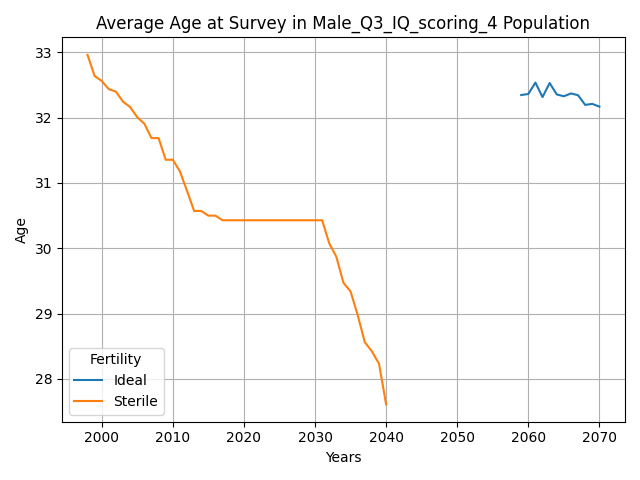 Average Age at Survey in Male_Q3_IQ_scoring_4 Population
33
32
31
30
29
28
Age
Fertility
Ideal
Sterile
2000 2010 2020 2030 2040 2050 2060 2070
Years